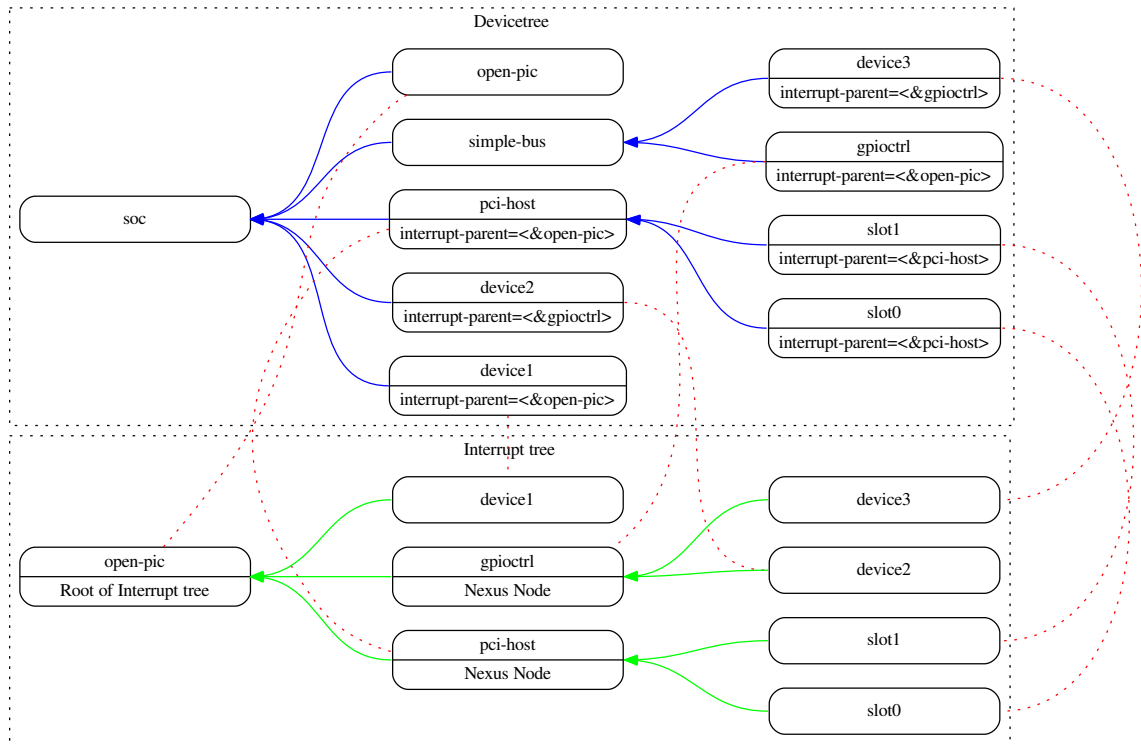 Devicetree
open-pic
device3
interrupt-parent=<&gpioctrl>
simple-bus
gpioctrl
interrupt-parent=<&open-pic>
soc
pci-host
interrupt-parent=<&open-pic>
slot1
interrupt-parent=<&pci-host>
device2
interrupt-parent=<&gpioctrl>
slot0
interrupt-parent=<&pci-host>
device1
interrupt-parent=<&open-pic>
Interrupt tree
device1
device3
open-pic
Root of Interrupt tree
gpioctrl
Nexus Node
device2
pci-host
Nexus Node
slot1
slot0